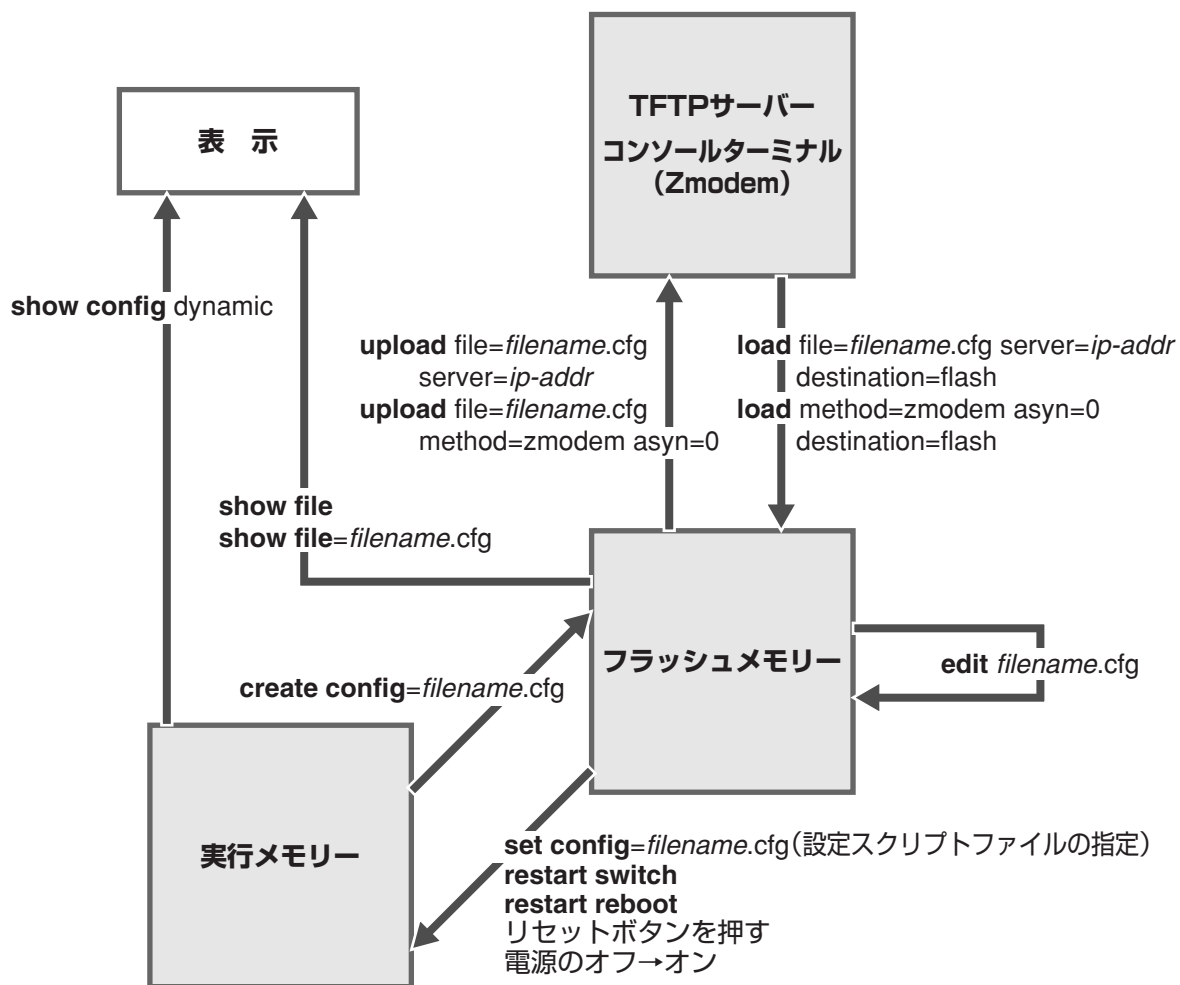 TFTPサーバー
コンソールターミナル
（Zmodem）
表 示
show config dynamic
upload file=filename.cfg
server=ip-addr
upload file=filename.cfg
method=zmodem asyn=0
load file=filename.cfg server=ip-addr
destination=flash
load method=zmodem asyn=0
destination=flash
show file
show file=filename.cfg
フラッシュメモリー
edit filename.cfg
create config=filename.cfg
実行メモリー
set config=filename.cfg（設定スクリプトファイルの指定）
restart switch
restart reboot
リセットボタンを押す
電源のオフ→オン